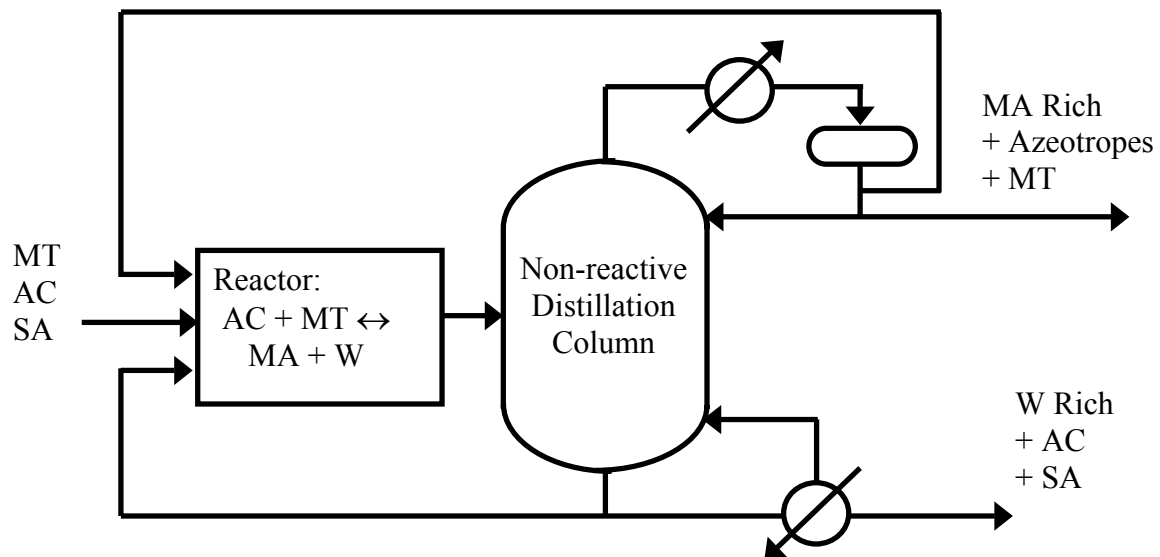 MT
AC
SA
Reactor:
AC + MT ↔
MA + W
Non-reactive
Distillation
Column
MA Rich
+ Azeotropes
+ MT
W Rich
+ AC
+ SA